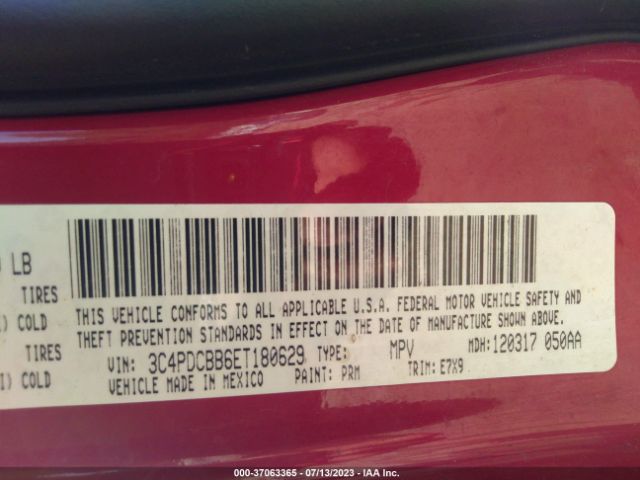 LB
TIRES
COLD
TIRES
COLD
THIS VEHICLE CONFORMS TO ALL APPLICABLE U.S.A. FEDERAL MOTOR VEHICLE SAFETY AND
THEFT PREVENTION STANDARDS IN EFFECT ON THE DATE OF MANUFACTURE SHOWN ABOVE.
VIN: 3C4PDCBB6ET180629 TYPE: MPV MDH:120317 050AA
VEHICLE MADE IN MEXICO PAINT: PRM TRIM: E7X9
000-37063365 - 07/13/2023 - IAA Inc.